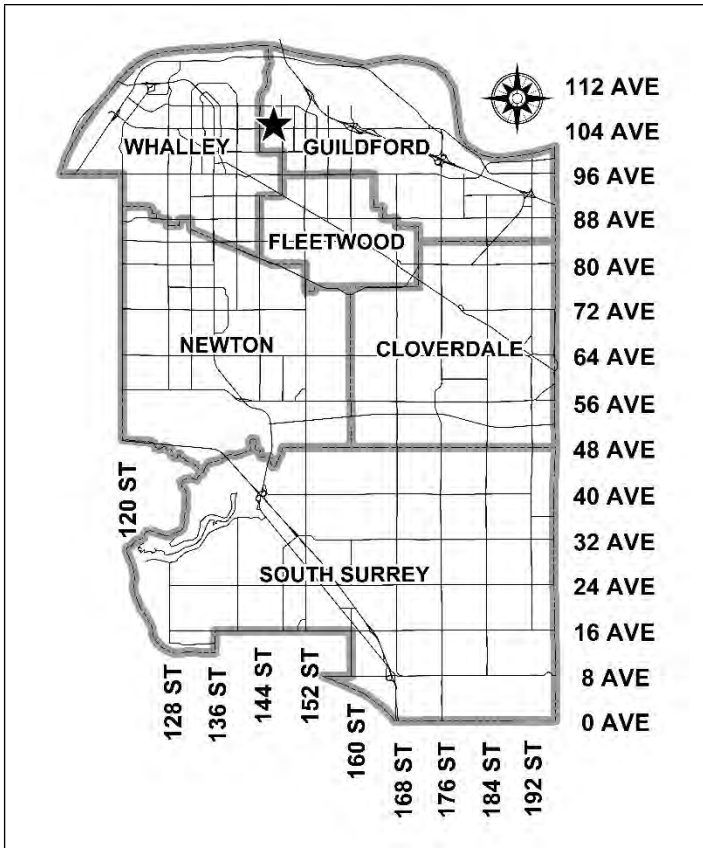 112 AVE
104 AVE
WHALLEY
GUILDFORD
96 AVE
88 AVE
FLEETWOOD
80 AVE
72 AVE
NEWTON
CLOVERDALE
64 AVE
56 AVE
48 AVE
120 ST
40 AVE
32 AVE
SOUTH SURREY
24 AVE
16 AVE
128 ST
136 ST
144 ST
152 ST
160 ST
8 AVE
0 AVE
168 ST
176 ST
184 ST
192 ST